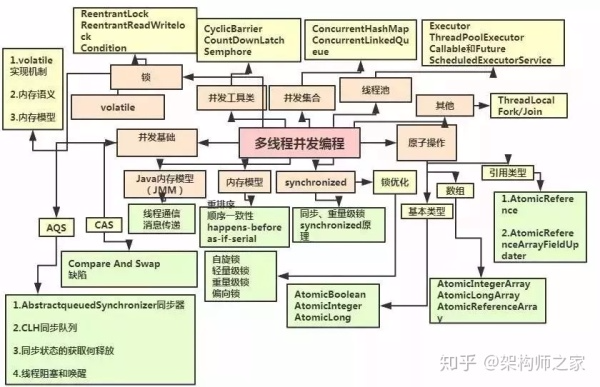 ReentrantLock
ReentrantReadWritelo
ck
Condition
CyclicBarrier
CountDownLatch
Semphore
ConcurrentHashMap
ConcurrentLinkedQ
ueue
Executor
ThreadPoolExecutor
Callable和Future
ScheduledExecutorService
1.volatile
实现机制
2.内存语义
3.内存模型
锁
volatile
并发工具类
并发集合
线程池
其他
ThreadLocal
Fork/Join
并发基础
多线程并发编程
原子操作
Java内存模型
（JMM）
内存模型
synchronized
锁优化
引用类型
数组
基本类型
线程通信
消息传递
重排序
顺序一致性
happens-before
as-if-serial
同步、重量级锁
synchronized原
理
1.AtomicReference
2.AtomicRefe
renceArrayFieldUp
dater
AQS
CAS
Compare And Swap
缺陷
自旋锁
轻量级锁
重量级锁
偏向锁
AtomicBoolean
AtomicInteger
AtomicLong
AtomicIntegerArray
AtomicLongArray
AtomicReferenceArra
y
1.AbstractqueuedSynchronizer同步器
2.CLH同步队列
3.同步状态的获取何释放
4.线程阻塞和唤醒
知乎 @架构师之家